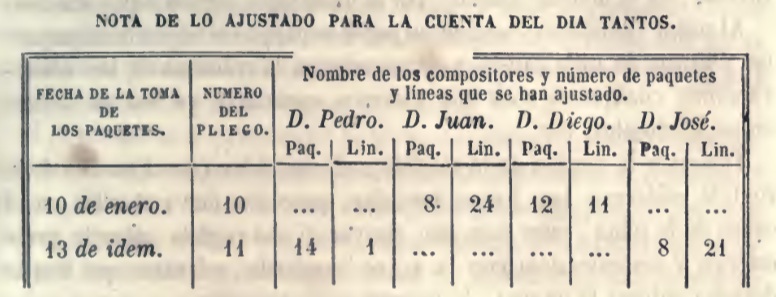 NOTA DE LO AJUSTADO PARA LA CUENTA DEL DIA TANTOS.
FECHA DE LA TOMA
DE
LOS PAQUETES.
NUMERO
DEL
PLIEGO.
Nombre de los compositores y número de paquetes
y líneas que se han ajustado.
D. Pedro. D. Juan. D. Diego. D. José.
Paq. Lin. Paq. Lin. Paq. Lin. Paq. Lin.
10 de enero. 10 ... ... 8 24 12 11 ... ...
13 de idem. 11 14 1 ... ... ... ... 8 21